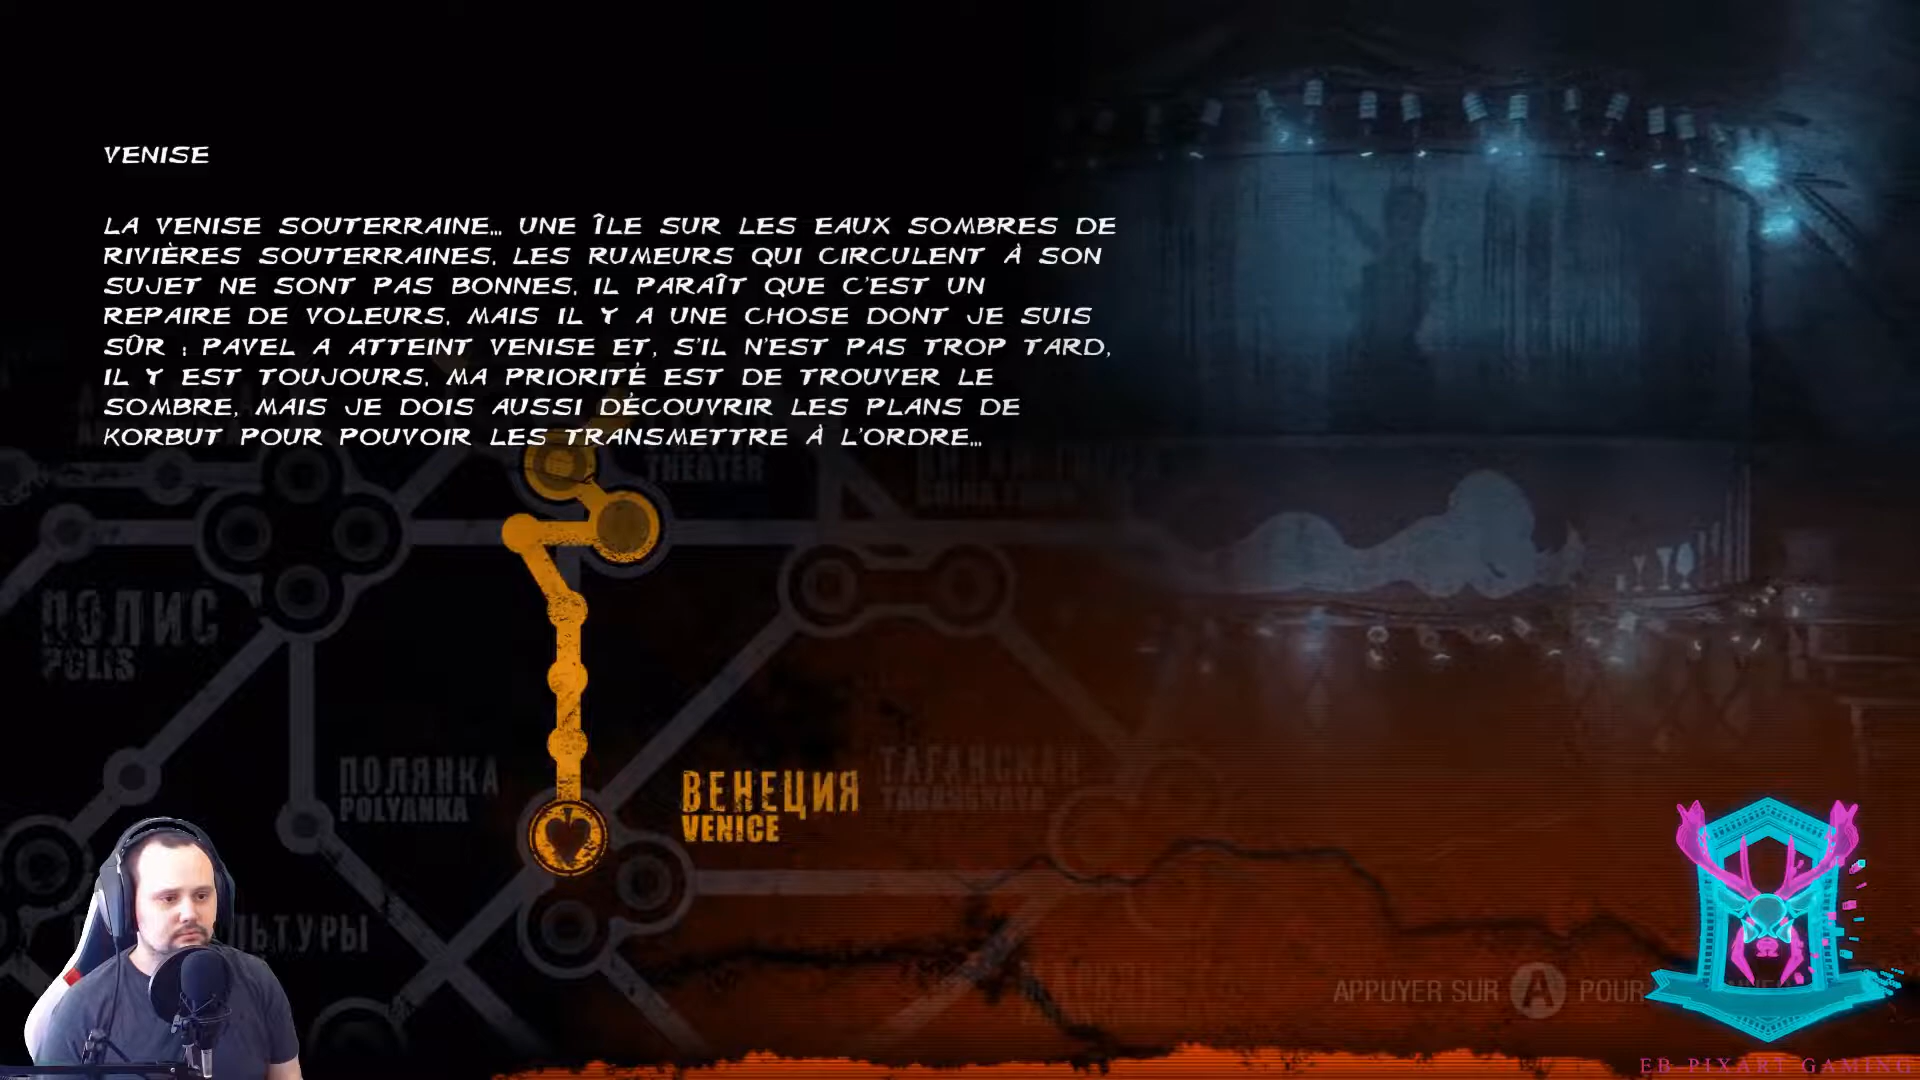 VENISE
LA VENISE SOUTERRAINE... UNE ÎLE SUR LES EAUX SOMBRES DE
RIVIÈRES SOUTERRAINES. LES RUMEURS QUI CIRCULENT À SON
SUJET NE SONT PAS BONNES. IL PARAÎT QUE C'EST UN
REPAIRE DE VOLEURS. MAIS IL Y A UNE CHOSE DONT JE SUIS
SÛR : PAVEL A ATTEINT VENISE ET, S'IL N'EST PAS TROP TARD,
IL Y EST TOUJOURS. MA PRIORITÉ EST DE TROUVER LE
SOMBRE, MAIS JE DOIS AUSSI DÉCOUVRIR LES PLANS DE
KORBUT POUR POUVOIR LES TRANSMETTRE À L'ORDRE...
THEATER
ПОЛИС
POLIS
ПОЛЯНКА
POLYANKA
ВЕНЕЦИЯ
VENICE
ТАГАНСКАЯ
TAGANSKAYA
ЛЬТУРЫ
APPUYER SUR A POUR
EB PIXART GAMING